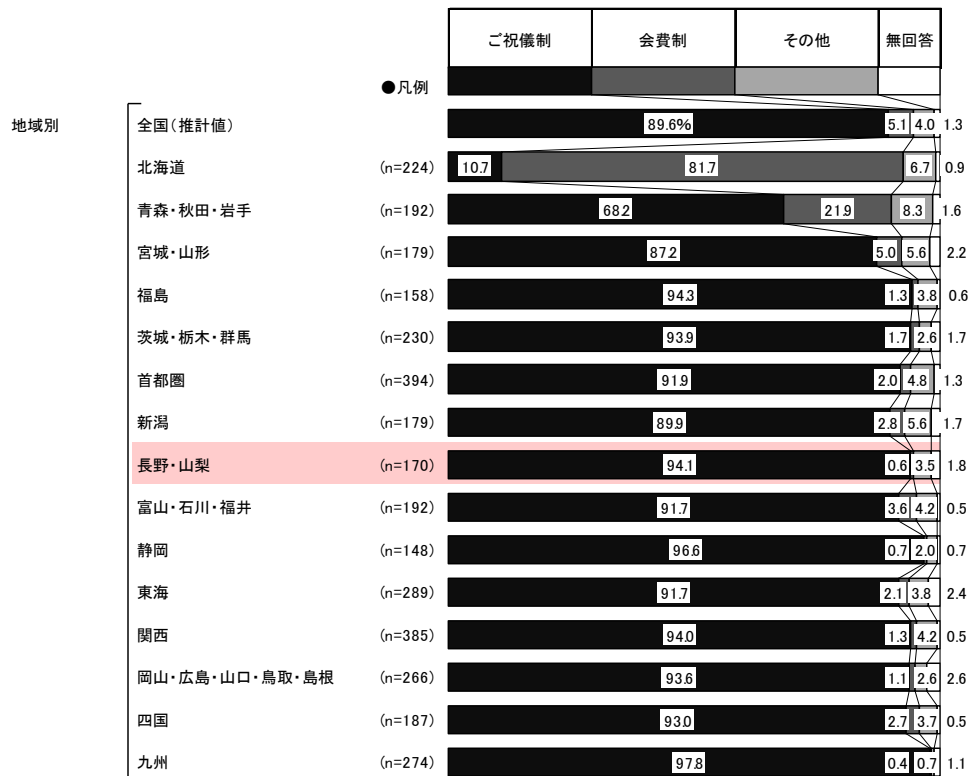 ご祝儀制 会費制 その他 無回答
●凡例
地域別 全国（推計値） 89.6% 5.1 4.0 1.3
北海道 (n=224) 10.7 81.7 6.7 0.9
青森・秋田・岩手 (n=192) 68.2 21.9 8.3 1.6
宮城・山形 (n=179) 87.2 5.0 5.6 2.2
福島 (n=158) 94.3 1.3 3.8 0.6
茨城・栃木・群馬 (n=230) 93.9 1.7 2.6 1.7
首都圏 (n=394) 91.9 2.0 4.8 1.3
新潟 (n=179) 89.9 2.8 5.6 1.7
長野・山梨 (n=170) 94.1 0.6 3.5 1.8
富山・石川・福井 (n=192) 91.7 3.6 4.2 0.5
静岡 (n=148) 96.6 0.7 2.0 0.7
東海 (n=289) 91.7 2.1 3.8 2.4
関西 (n=385) 94.0 1.3 4.2 0.5
岡山・広島・山口・鳥取・島根 (n=266) 93.6 1.1 2.6 2.6
四国 (n=187) 93.0 2.7 3.7 0.5
九州 (n=274) 97.8 0.4 0.7 1.1